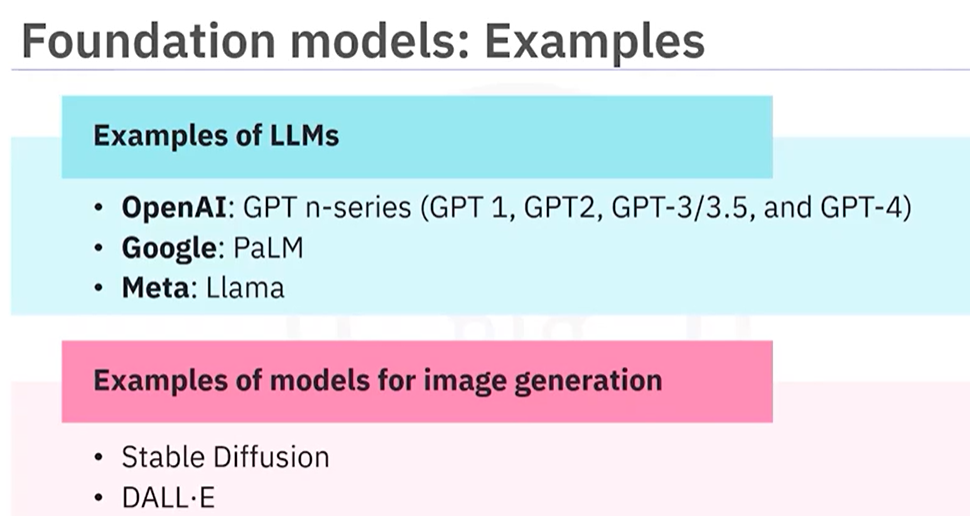 Foundation models: Examples
Examples of LLMs
• OpenAI: GPT n-series (GPT 1, GPT2, GPT-3/3.5, and GPT-4)
• Google: PaLM
• Meta: Llama
Examples of models for image generation
• Stable Diffusion
• DALL·E